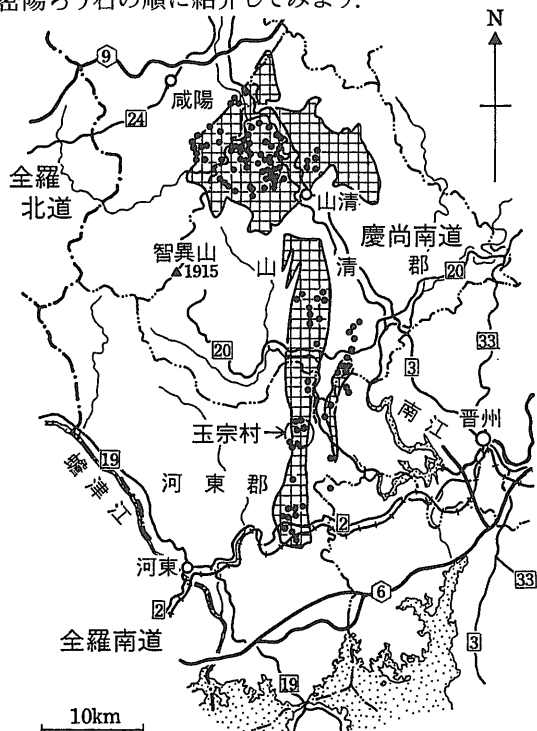 密陽ろう石の順に紹介してみます．
N
9
咸陽
24
全羅
北道
山清
慶尚南道
智異山
1915
山　清　郡
20
20
33
3
南江
晋州
玉宗村
19
蟾津江
河東郡
2
河東
2
6
33
全羅南道
3
19
10km